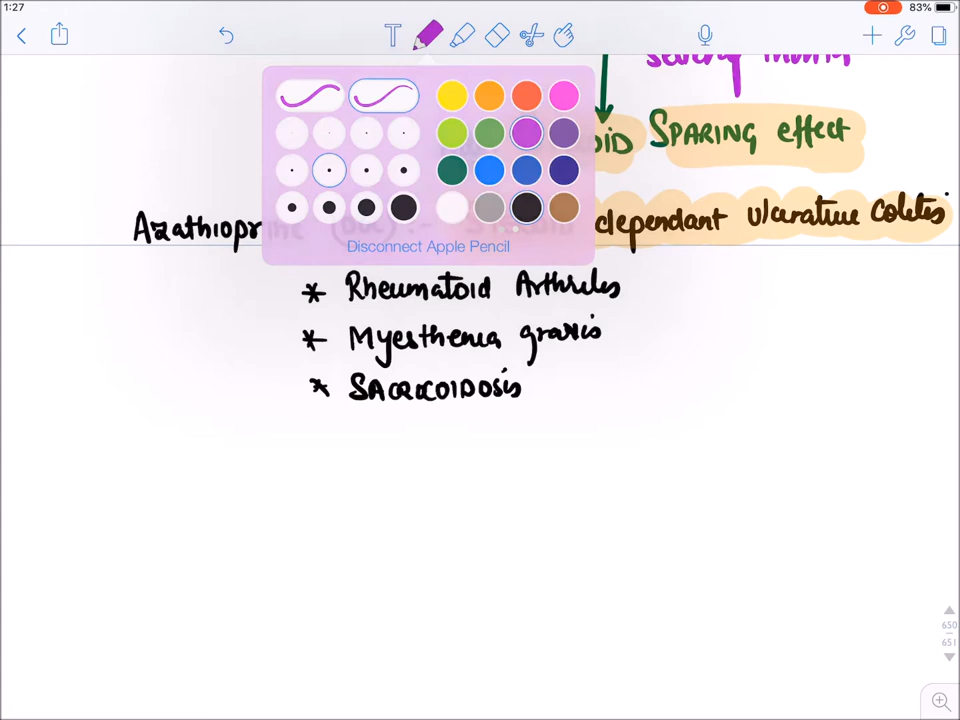 1:27
83%
T
SPARING effect
Azathiopr
dependant ulcerative Colitis
Disconnect Apple Pencil
* Rheumatoid Arthritis
* Myesthenia gravis
* SARCOIDOSIS
650
651